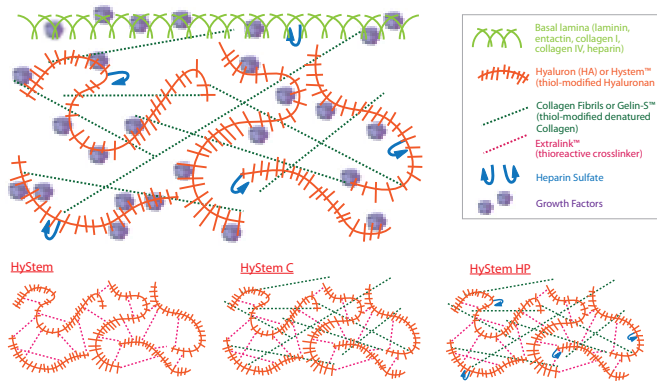 Basal lamina (laminin,
entactin, collagen I,
collagen IV, heparin)
Hyaluron (HA) or Hystem™
(thiol-modified Hyaluronan
Collagen Fibrils or Gelin-S™
(thiol-modified denatured
Collagen)
Extralink™
(thioreactive crosslinker)
Heparin Sulfate
Growth Factors
HyStem
HyStem C
HyStem HP